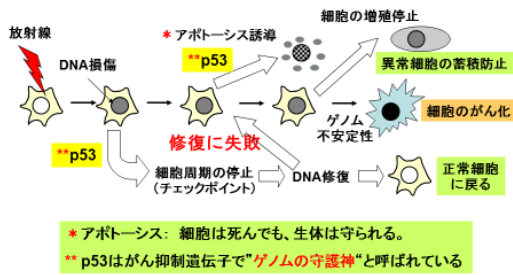 放射線
DNA損傷
* アポトーシス誘導
**p53
細胞の増殖停止
異常細胞の蓄積防止
ゲノム
不安定性
細胞のがん化
修復に失敗
**p53
細胞周期の停止
(チェックポイント)
DNA修復
正常細胞
に戻る
* アポトーシス： 細胞は死んでも、生体は守られる。
** p53はがん抑制遺伝子で”ゲノムの守護神“と呼ばれている